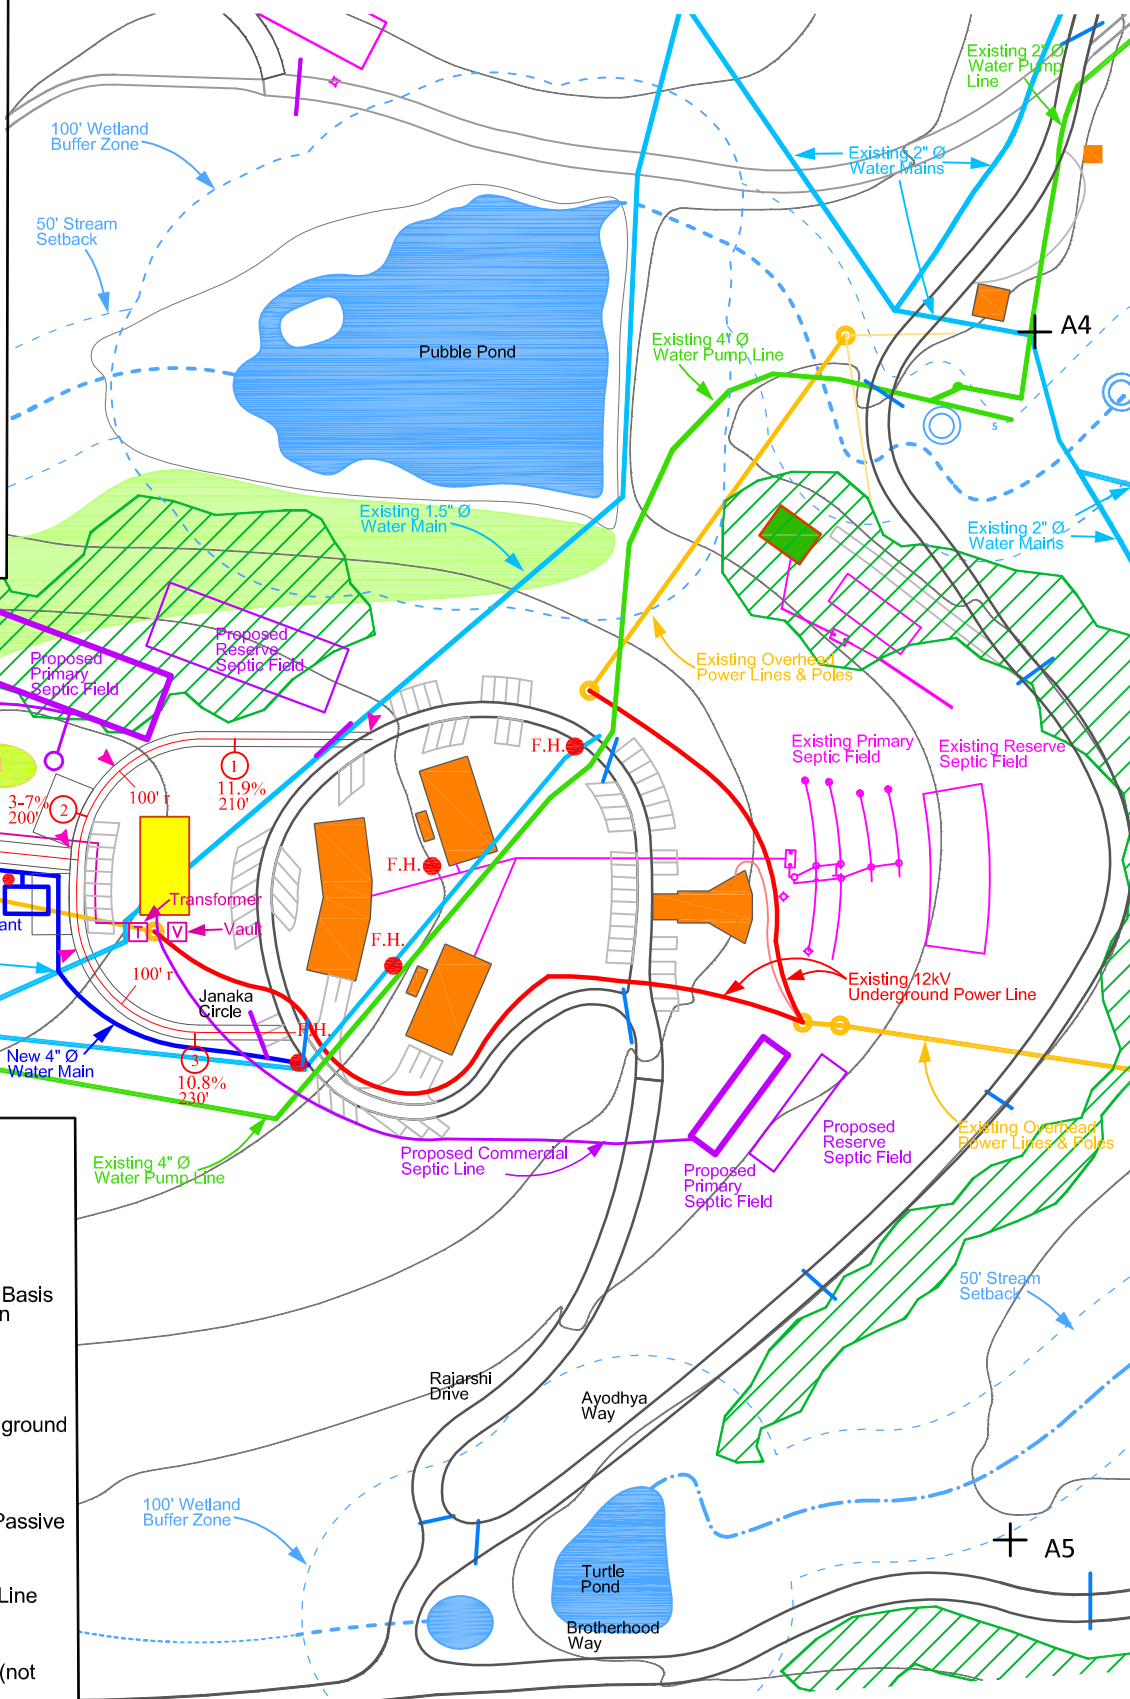 Existing 2" Ø
Water Pump
Line
100' Wetland
Buffer Zone
Existing 2" Ø
Water Mains
50' Stream
Setback
A4
Existing 4" Ø
Water Pump Line
Pubble Pond
S
Existing 1.5" Ø
Water Main
Existing 2" Ø
Water Mains
Proposed
Reserve
Septic Field
Proposed
Primary
Septic Field
Existing Overhead
Power Lines & Poles
F.H.
Existing Primary
Septic Field
Existing Reserve
Septic Field
1
11.9%
210'
100' r
3-7%
200'
2
F.H.
Transformer
T
V
Vault
ant
F.H.
100' r
Janaka
Circle
Existing 12kV
Underground Power Line
F.H.
New 4" Ø
Water Main
3
10.8%
230'
Proposed Commercial
Septic Line
Existing 4" Ø
Water Pump Line
Proposed
Primary
Septic Field
Proposed
Reserve
Septic Field
Existing Overhead
Power Lines & Poles
Basis
n
50' Stream
Setback
Rajarshi
Drive
Ayodhya
Way
ground
100' Wetland
Buffer Zone
Passive
A5
Turtle
Pond
Line
Brotherhood
Way
(not